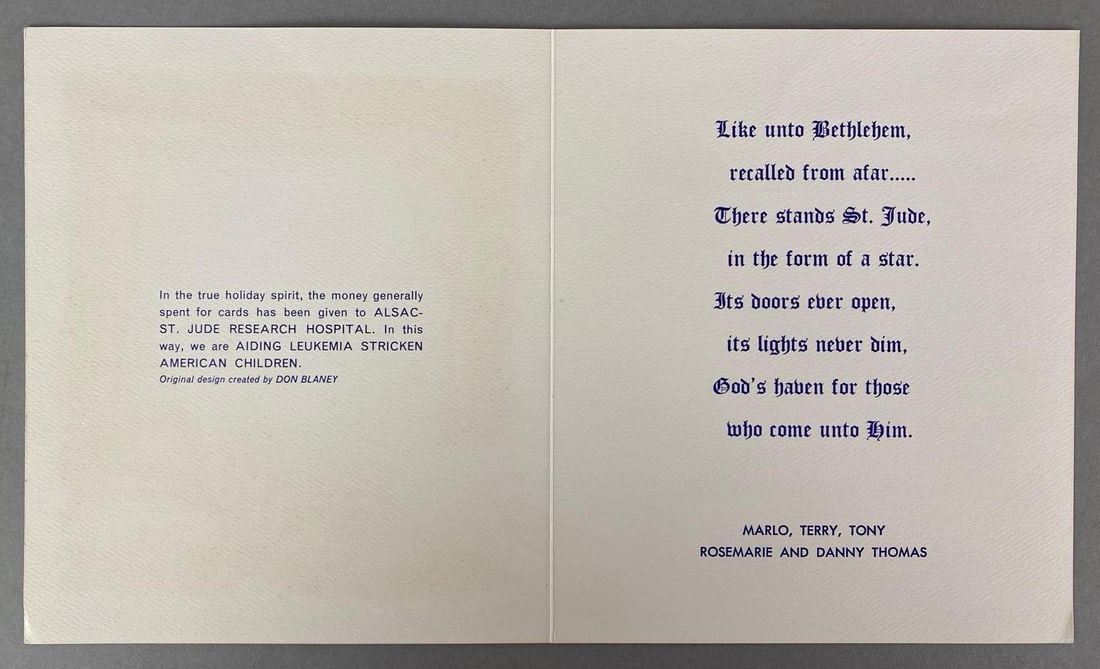 In the true holiday spirit, the money generally
spent for cards has been given to ALSAC-
ST. JUDE RESEARCH HOSPITAL. In this
way, we are AIDING LEUKEMIA STRICKEN
AMERICAN CHILDREN.
Original design created by DON BLANEY
Like unto Bethlehem,
recalled from afar.....
There stands St. Jude,
in the form of a star.
Its doors ever open,
its lights never dim,
God's haven for those
who come unto Him.
MARLO, TERRY, TONY
ROSEMARIE AND DANNY THOMAS